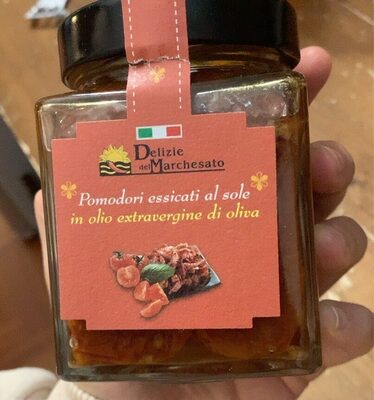 Delizie
del Marchesato
Pomodori essicati al sole
in olio extravergine di oliva